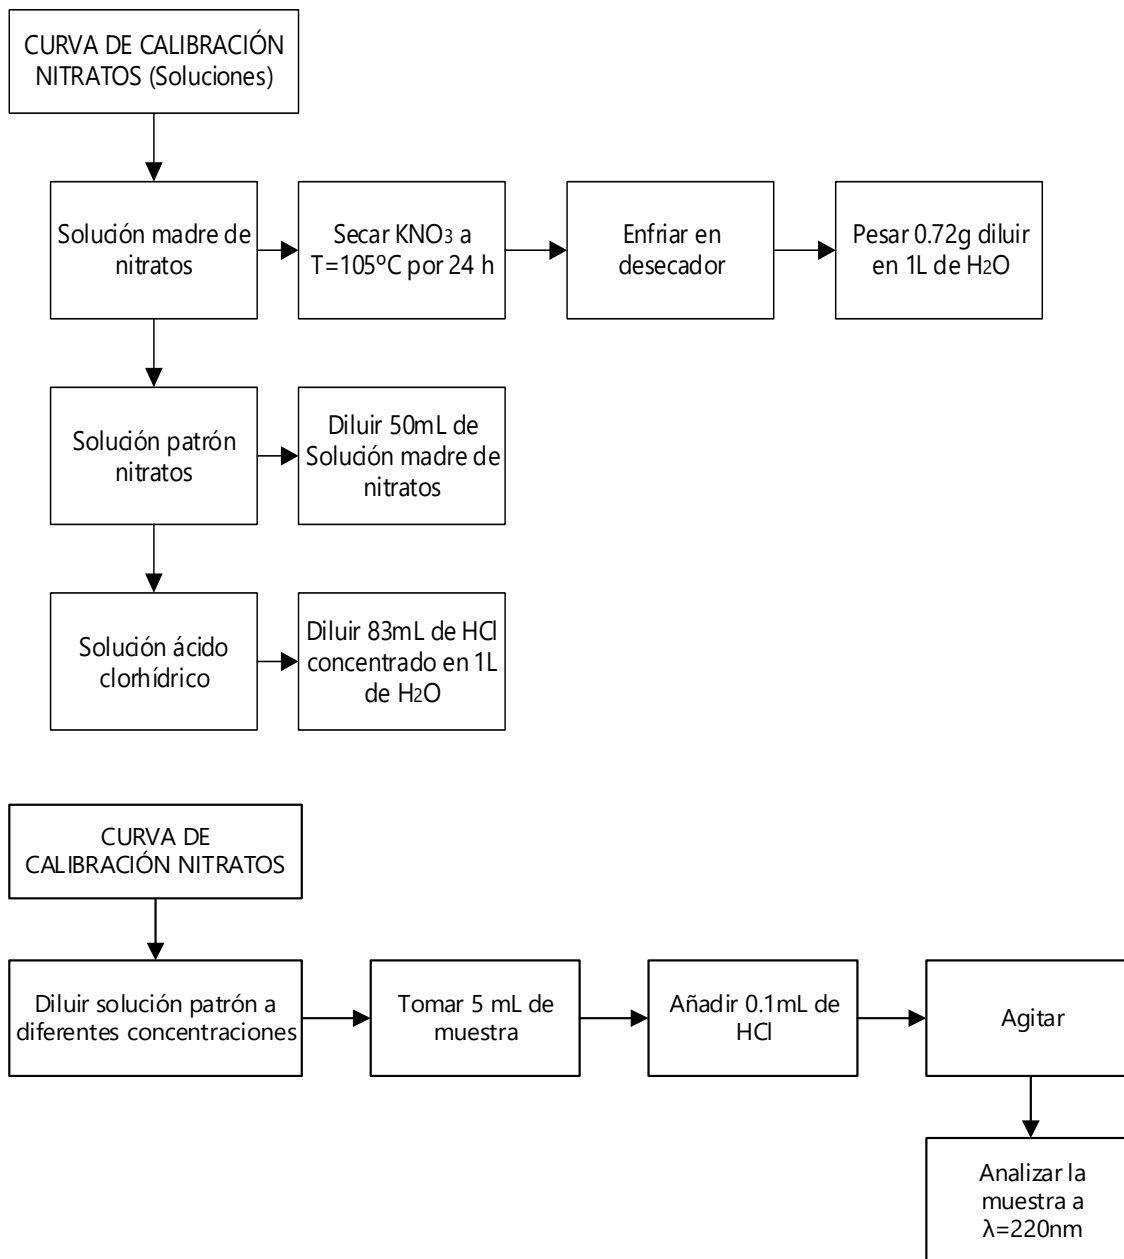 CURVA DE CALIBRACIÓN
NITRATOS (Soluciones)
Solución madre de
nitratos
Secar KNO3 a
T=105ºC por 24 h
Enfriar en
desecador
Pesar 0.72g diluir
en 1L de H2O
Solución patrón
nitratos
Diluir 50mL de
Solución madre de
nitratos
Solución ácido
clorhídrico
Diluir 83mL de HCl
concentrado en 1L
de H2O
CURVA DE
CALIBRACIÓN NITRATOS
Diluir solución patrón a
diferentes concentraciones
Tomar 5 mL de
muestra
Añadir 0.1mL de
HCl
Agitar
Analizar la
muestra a
λ=220nm